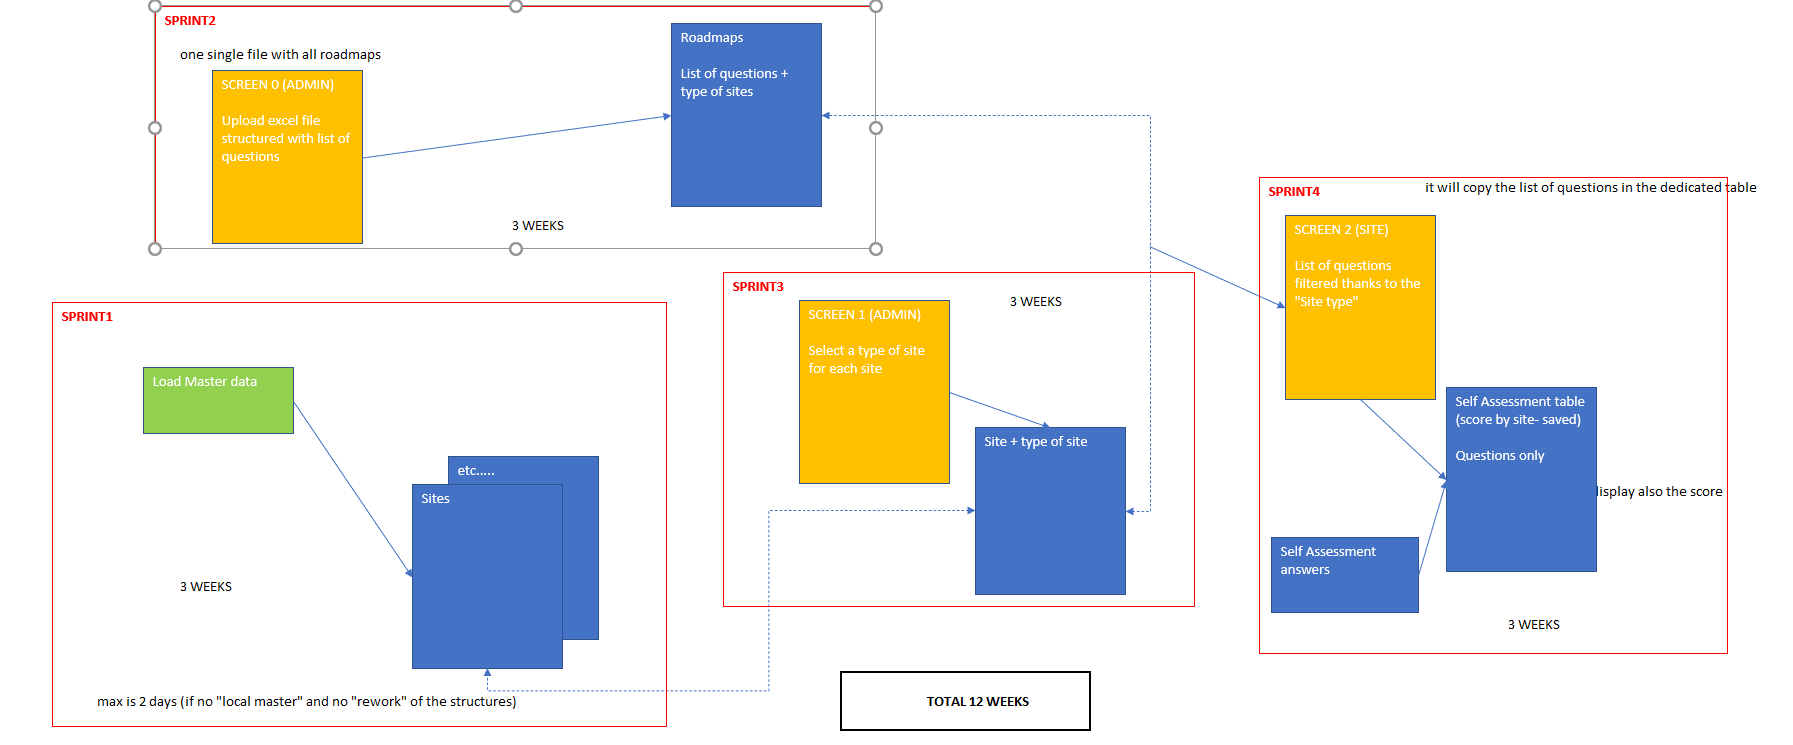 SPRINT2
one single file with all roadmaps
SCREEN 0 (ADMIN)
Upload excel file
structured with list of
questions
Roadmaps
List of questions +
type of sites
3 WEEKS
SPRINT1
Load Master data
etc.....
Sites
3 WEEKS
max is 2 days (if no "local master" and no "rework" of the structures)
SPRINT3
3 WEEKS
SCREEN 1 (ADMIN)
Select a type of site
for each site
Site + type of site
SPRINT4
it will copy the list of questions in the dedicated table
SCREEN 2 (SITE)
List of questions
filtered thanks to the
"Site type"
Self Assessment table
(score by site- saved)
Questions only
also the score
Self Assessment
answers
3 WEEKS
TOTAL 12 WEEKS